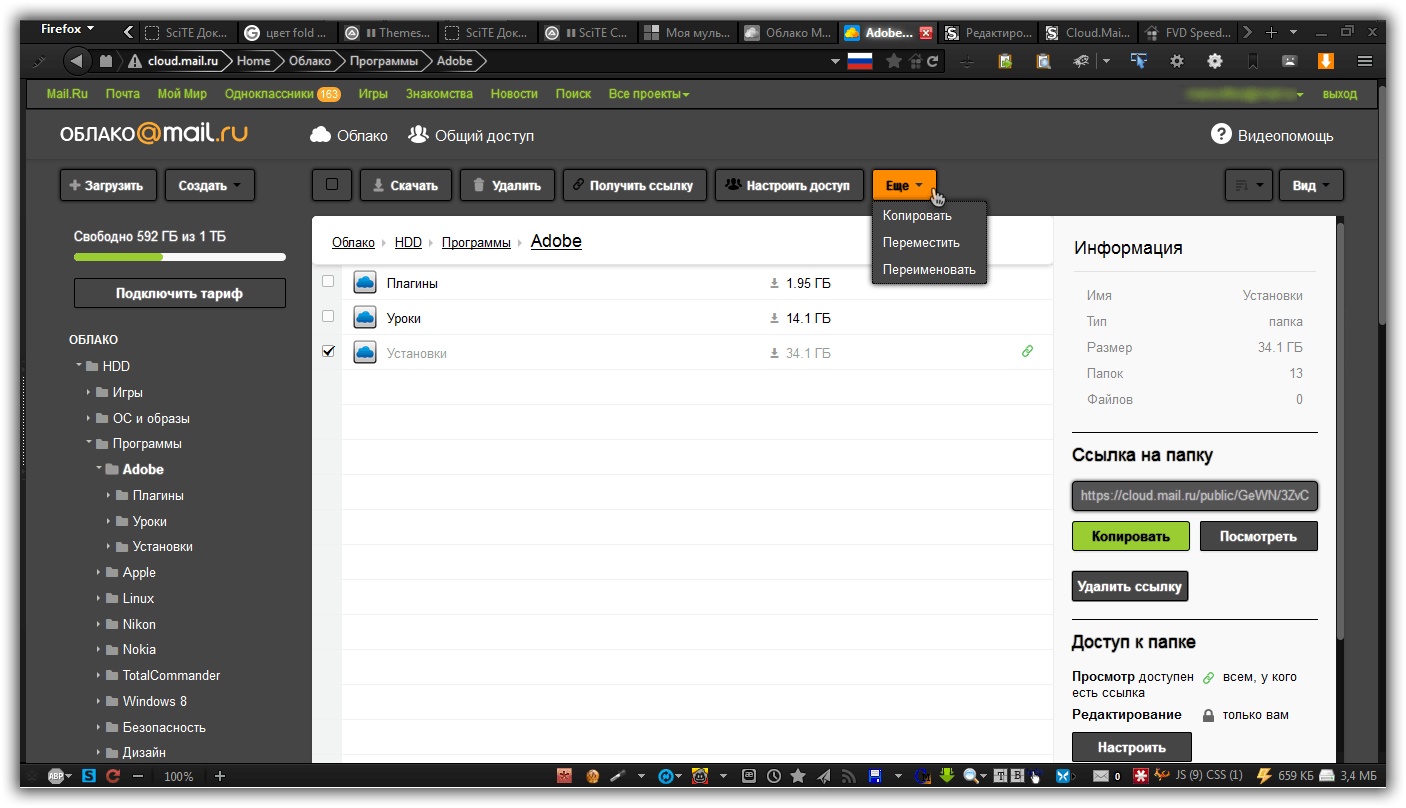 Firefox
SciTE Док...
цвет fold ...
Themes...
SciTE Док...
SciTE C...
Моя муль...
Облако М...
Adobe...
Редактиро...
Cloud.Mai...
FVD Speed...
cloud.mail.ru Home Облако Программы Adobe
Mail.Ru Почта Мой Мир Одноклассники 163 Игры Знакомства Новости Поиск Все проекты
выход
ОБЛАКО@mail.ru
Облако
Общий доступ
? Видеопомощь
+ Загрузить
Создать
Скачать
Удалить
Получить ссылку
Настроить доступ
Еще
Вид
Копировать
Переместить
Переименовать
Свободно 592 ГБ из 1 ТБ
Подключить тариф
ОБЛАКО
HDD
Игры
ОС и образы
Программы
Adobe
Плагины
Уроки
Установки
Apple
Linux
Nikon
Nokia
TotalCommander
Windows 8
Безопасность
Дизайн
Облако HDD Программы Adobe
Плагины 1.95 ГБ
Уроки 14.1 ГБ
Установки 34.1 ГБ
Информация
Имя Установки
Тип папка
Размер 34.1 ГБ
Папок 13
Файлов 0
Ссылка на папку
https://cloud.mail.ru/public/GeWN/3ZvC
Копировать
Посмотреть
Удалить ссылку
Доступ к папке
Просмотр доступен всем, у кого
есть ссылка
Редактирование только вам
Настроить
ABP S − 100% + T B 0 JS (9) CSS (1) 659 КБ 3,4 МБ